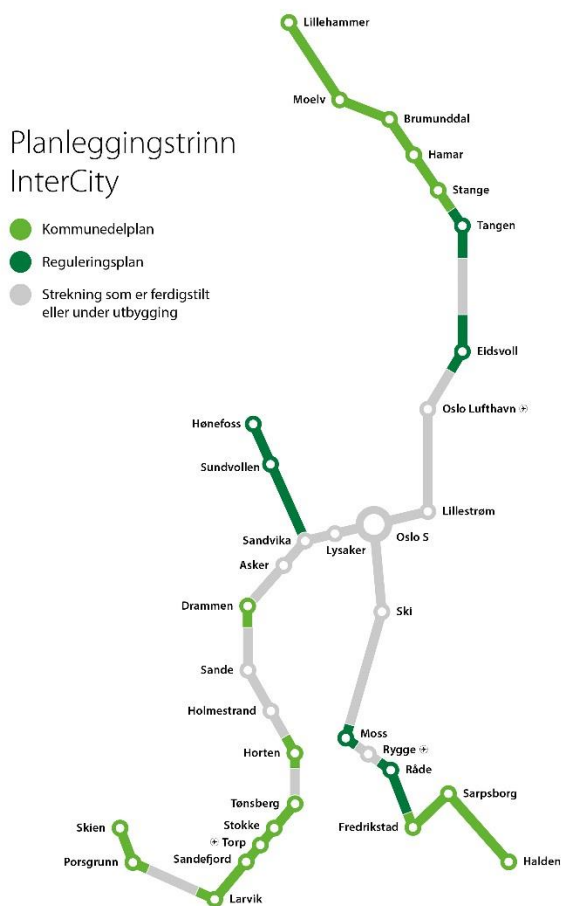 Planleggingstrinn
InterCity
Kommunedelplan
Reguleringsplan
Strekning som er ferdigstilt
eller under utbygging
Lillehammer
Moelv
Brumunddal
Hamar
Stange
Tangen
Eidsvoll
Oslo Lufthavn
Hønefoss
Sundvollen
Lillestrøm
Sandvika
Lysaker
Oslo S
Asker
Drammen
Ski
Sande
Holmestrand
Moss
Rygge
Horten
Råde
Sarpsborg
Tønsberg
Fredrikstad
Stokke
Skien
Torp
Sandefjord
Porsgrunn
Halden
Larvik